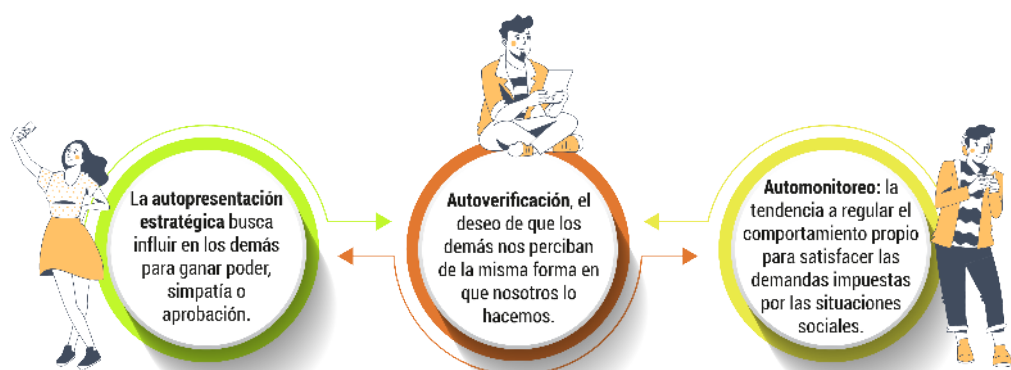 La autopresentación
estratégica busca
influir en los demás
para ganar poder,
simpatía o
aprobación.
Autoverificación, el
deseo de que los
demás nos perciban
de la misma forma en
que nosotros lo
hacemos.
Automonitoreo: la
tendencia a regular el
comportamiento propio
para satisfacer las
demandas impuestas
por las situaciones
sociales.